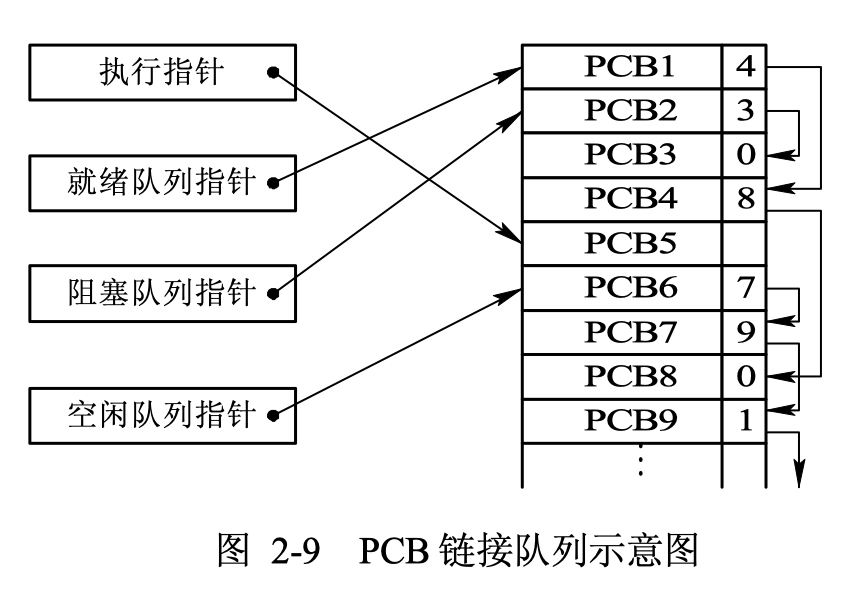 执行指针
就绪队列指针
阻塞队列指针
空闲队列指针
PCB1 4
PCB2 3
PCB3 0
PCB4 8
PCB5
PCB6 7
PCB7 9
PCB8 0
PCB9 1
⋮
图 2-9 PCB 链接队列示意图